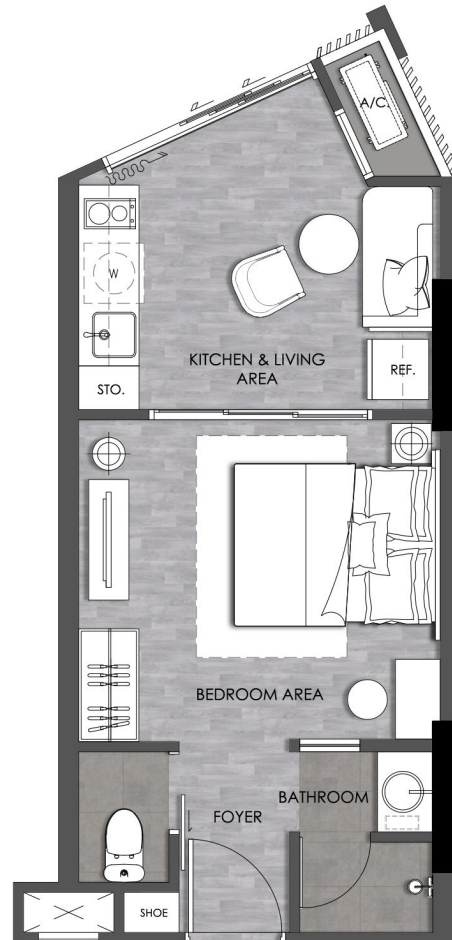 A/C.
W
KITCHEN & LIVING
AREA
REF.
STO.
BEDROOM AREA
BATHROOM
FOYER
SHOE